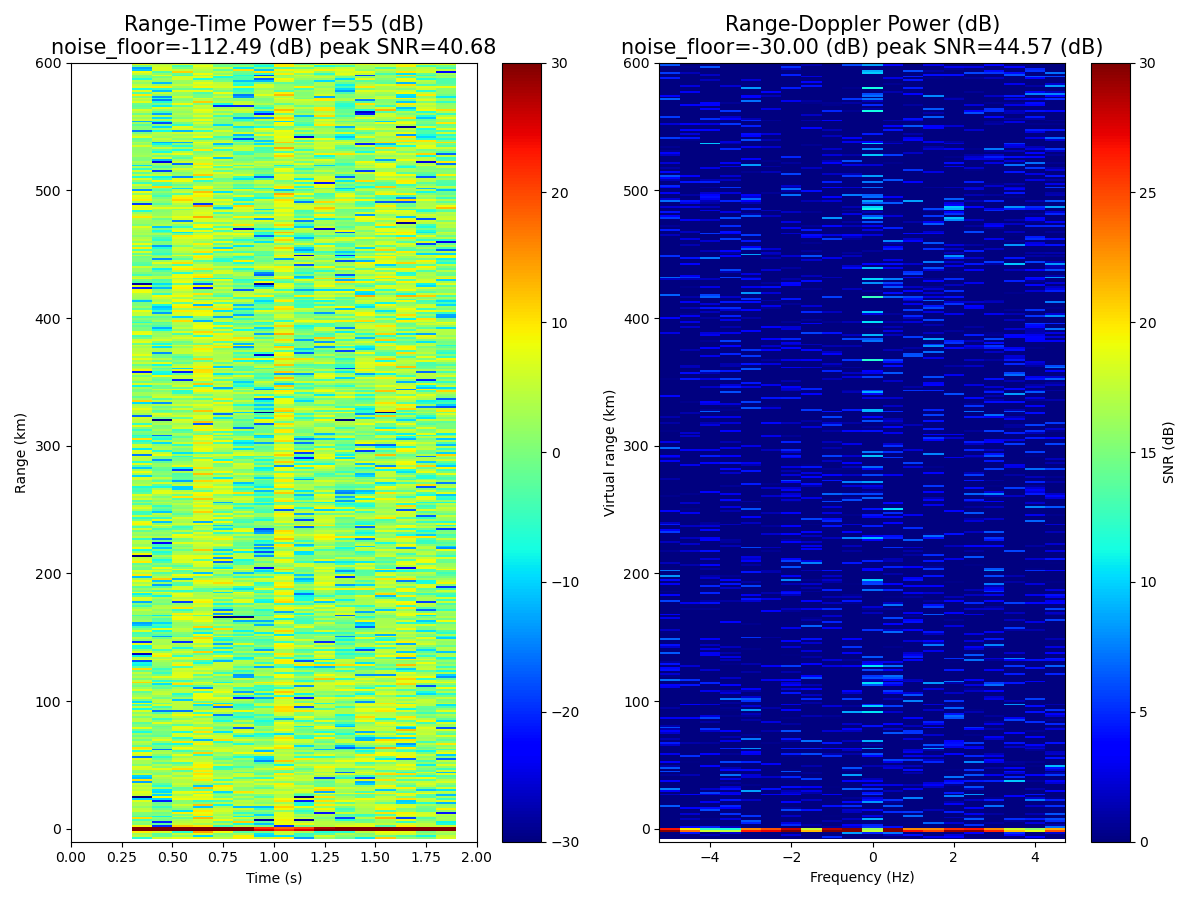 Range-Time Power f=55 (dB)
noise_floor=-112.49 (dB) peak SNR=40.68
Range (km)
600
500
400
300
200
100
0
0.00 0.25 0.50 0.75 1.00 1.25 1.50 1.75 2.00
Time (s)
30
20
10
0
−10
−20
−30
Range-Doppler Power (dB)
noise_floor=-30.00 (dB) peak SNR=44.57 (dB)
Virtual range (km)
600
500
400
300
200
100
0
−4 −2 0 2 4
Frequency (Hz)
30
25
20
15
10
5
0
SNR (dB)